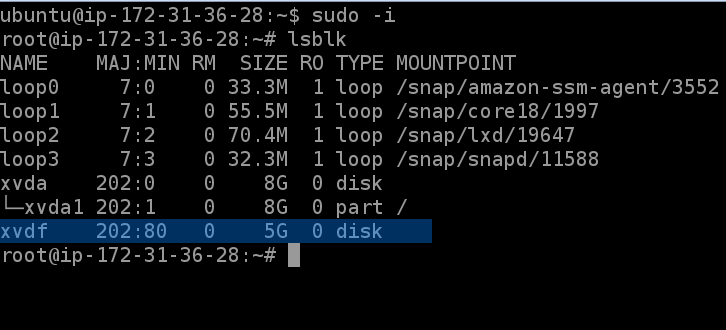 ubuntu@ip-172-31-36-28:~$ sudo -i
root@ip-172-31-36-28:~# lsblk
NAME    MAJ:MIN RM  SIZE RO TYPE MOUNTPOINT
loop0     7:0    0 33.3M  1 loop /snap/amazon-ssm-agent/3552
loop1     7:1    0 55.5M  1 loop /snap/core18/1997
loop2     7:2    0 70.4M  1 loop /snap/lxd/19647
loop3     7:3    0 32.3M  1 loop /snap/snapd/11588
xvda    202:0    0    8G  0 disk
└─xvda1 202:1    0    8G  0 part /
xvdf    202:80   0    5G  0 disk
root@ip-172-31-36-28:~#